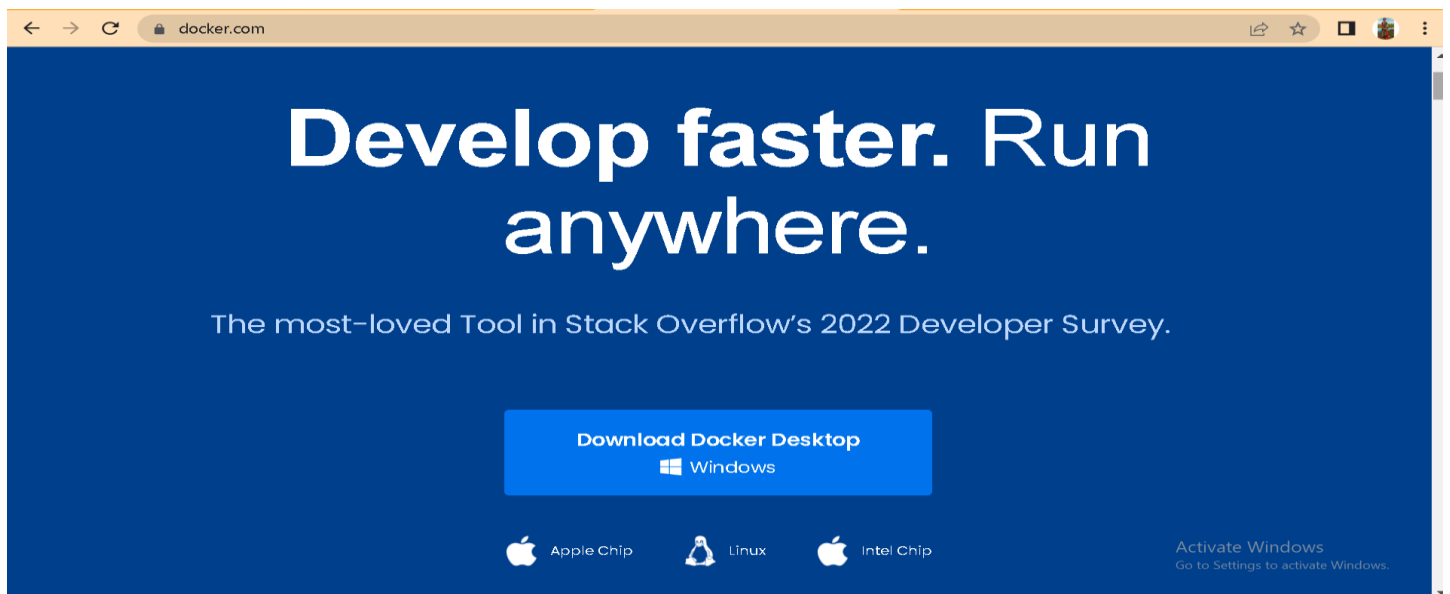 docker.com
Develop faster. Run
anywhere.
The most-loved Tool in Stack Overflow's 2022 Developer Survey.
Download Docker Desktop
Windows
Apple Chip
Linux
Intel Chip
Activate Windows
Go to Settings to activate Windows.